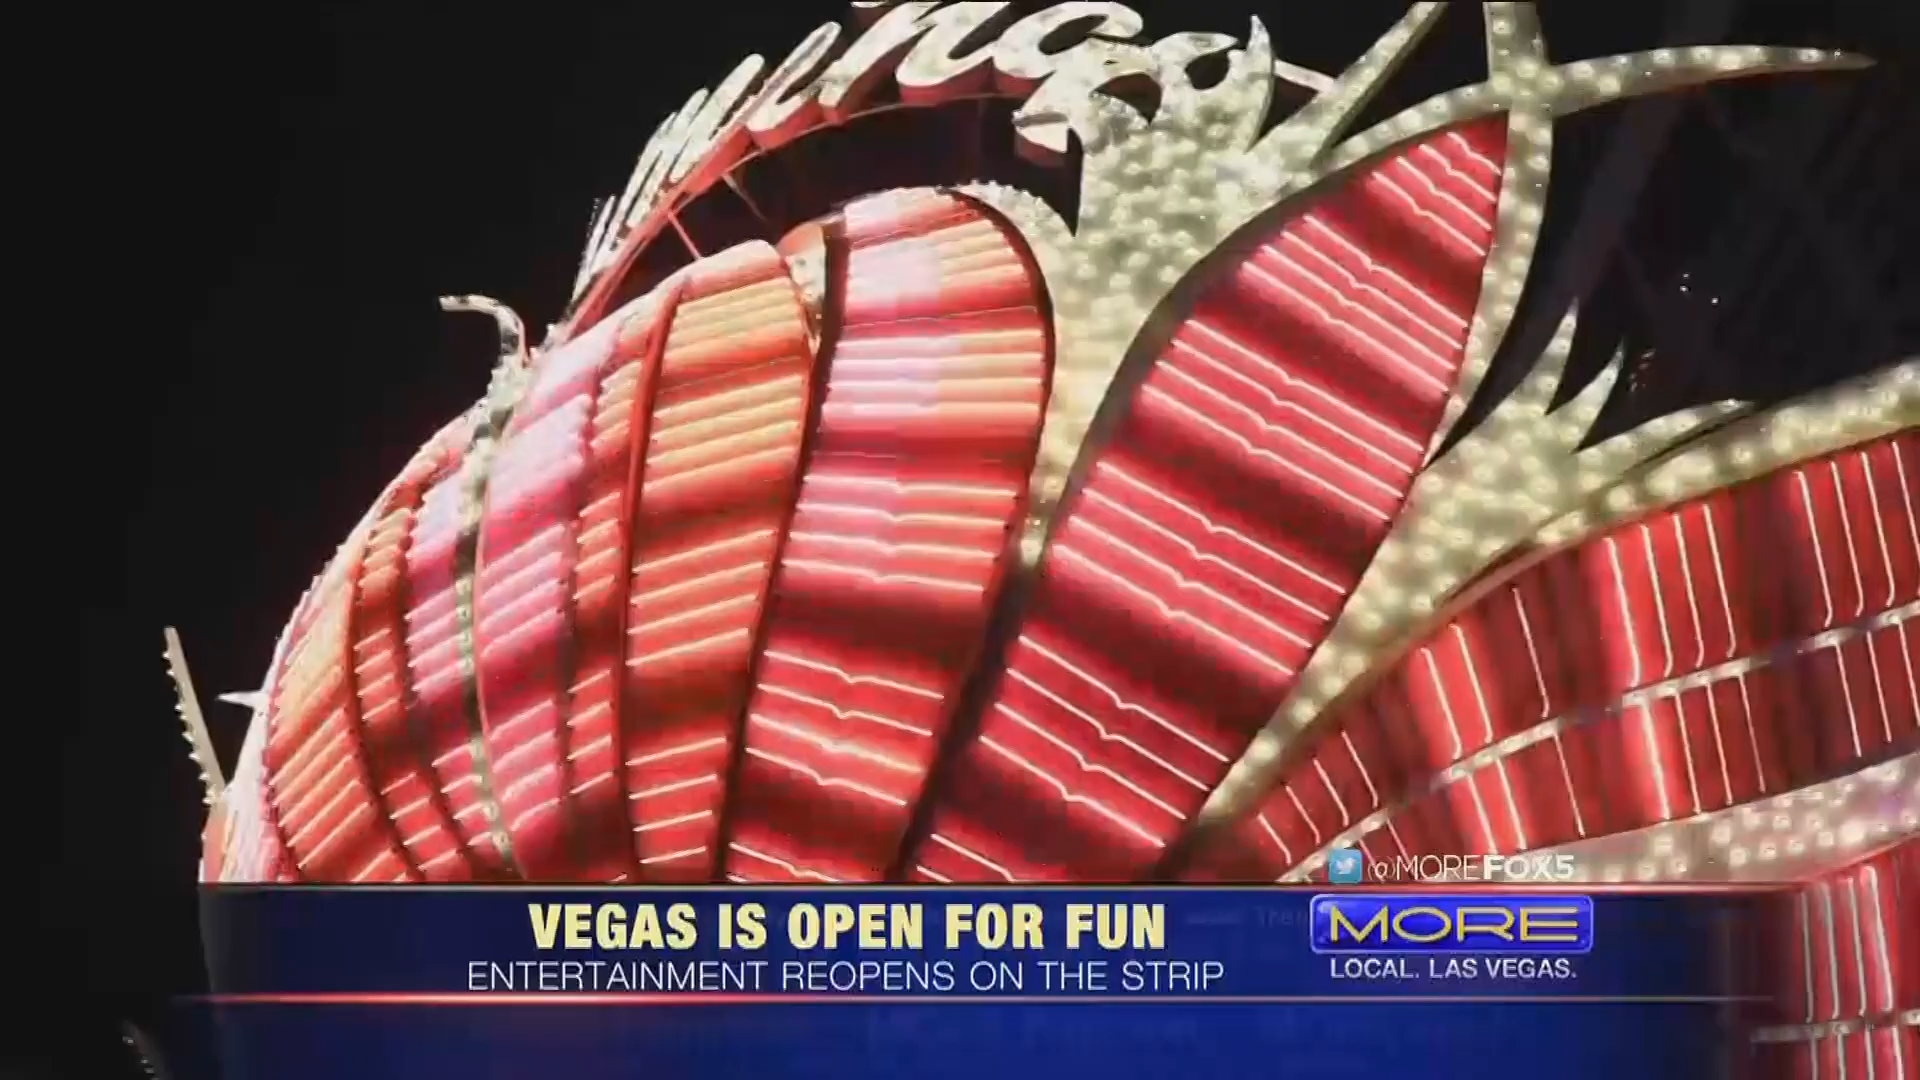 @MOREFOX5
VEGAS IS OPEN FOR FUN
MORE
ENTERTAINMENT REOPENS ON THE STRIP
LOCAL. LAS VEGAS.